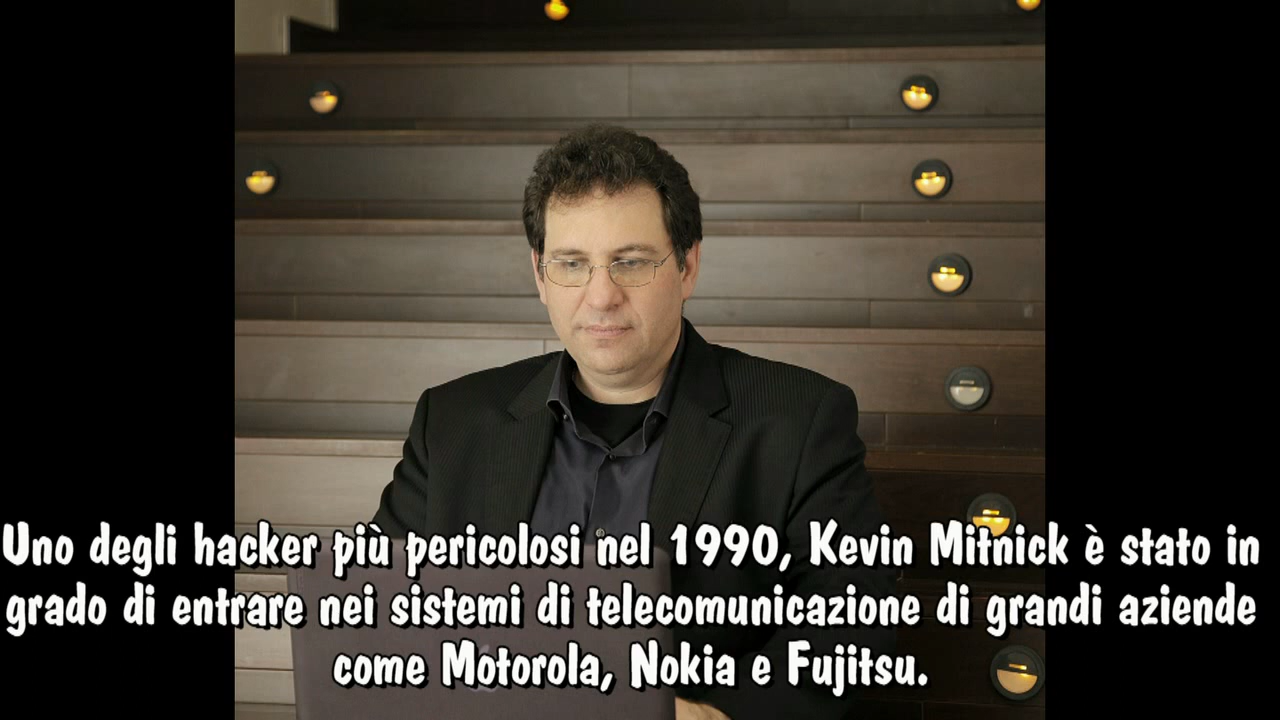 Uno degli hacker più pericolosi nel 1990, Kevin Mitnick è stato in
grado di entrare nei sistemi di telecomunicazione di grandi aziende
come Motorola, Nokia e Fujitsu.